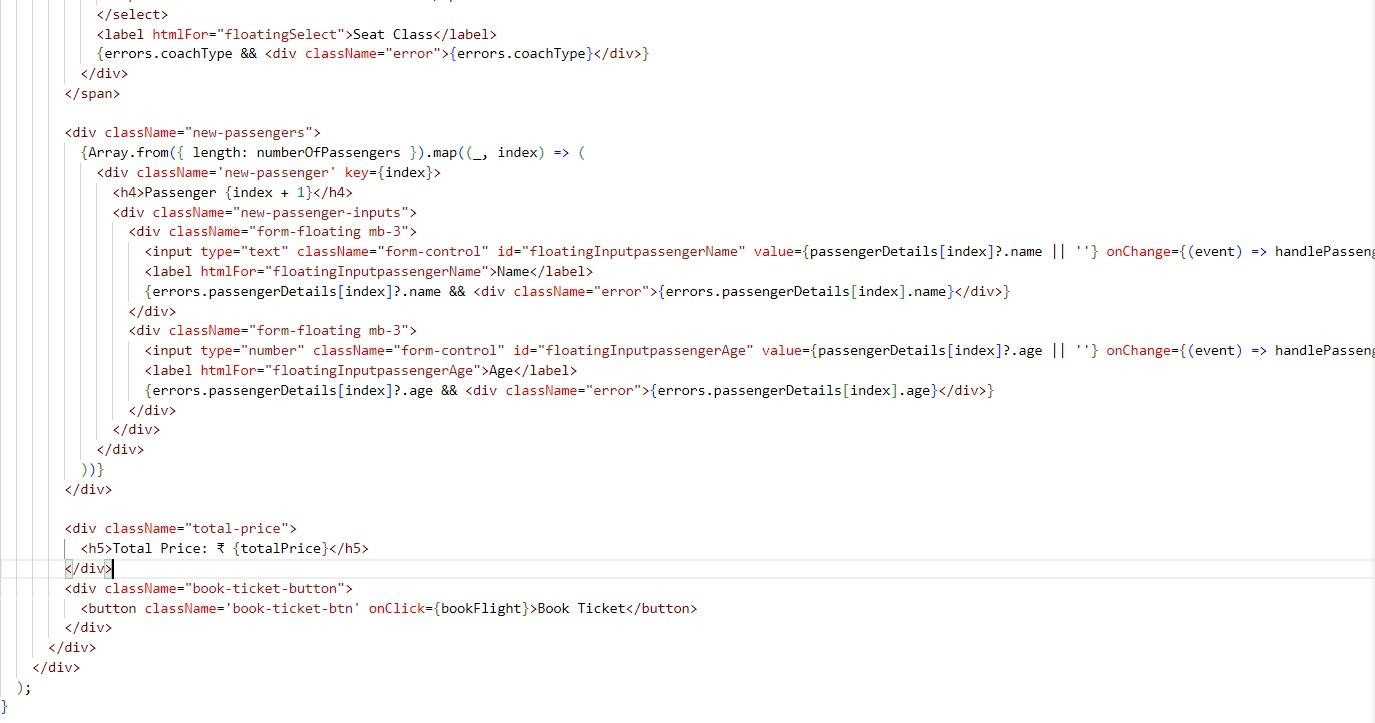 </select>
<label htmlFor="floatingSelect">Seat Class</label>
{errors.coachType && <div className="error">{errors.coachType}</div>}
</div>
</span>
<div className="new-passengers">
{Array.from({ length: numberOfPassengers }).map((_, index) => (
<div className='new-passenger' key={index}>
<h4>Passenger {index + 1}</h4>
<div className="new-passenger-inputs">
<div className="form-floating mb-3">
<input type="text" className="form-control" id="floatingInputpassengerName" value={passengerDetails[index]?.name || ''} onChange={(event) => handlePasseng
<label htmlFor="floatingInputpassengerName">Name</label>
{errors.passengerDetails[index]?.name && <div className="error">{errors.passengerDetails[index].name}</div>}
</div>
<div className="form-floating mb-3">
<input type="number" className="form-control" id="floatingInputpassengerAge" value={passengerDetails[index]?.age || ''} onChange={(event) => handlePasseng
<label htmlFor="floatingInputpassengerAge">Age</label>
{errors.passengerDetails[index]?.age && <div className="error">{errors.passengerDetails[index].age}</div>}
</div>
</div>
</div>
))}
</div>
<div className="total-price">
<h5>Total Price: ₹ {totalPrice}</h5>
</div>
<div className="book-ticket-button">
<button className='book-ticket-btn' onClick={bookFlight}>Book Ticket</button>
</div>
</div>
</div>
);
}